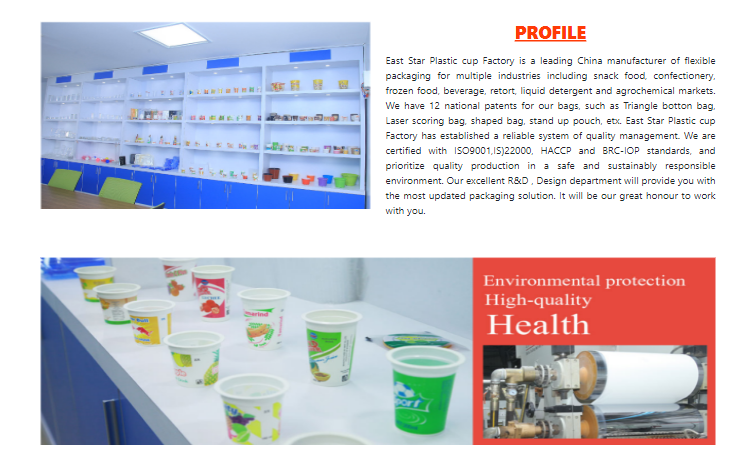 PROFILE
East Star Plastic cup Factory is a leading China manufacturer of flexible
packaging for multiple industries including snack food, confectionery,
frozen food, beverage, retort, liquid detergent and agrochemical markets.
We have 12 national patents for our bags, such as Triangle botton bag,
Laser scoring bag, shaped bag, stand up pouch, etx. East Star Plastic cup
Factory has established a reliable system of quality management. We are
certified with ISO9001,IS)22000, HACCP and BRC-IOP standards, and
prioritize quality production in a safe and sustainably responsible
environment. Our excellent R&D , Design department will provide you with
the most updated packaging solution. It will be our great honour to work
with you.
Environmental protection
High-quality
Health